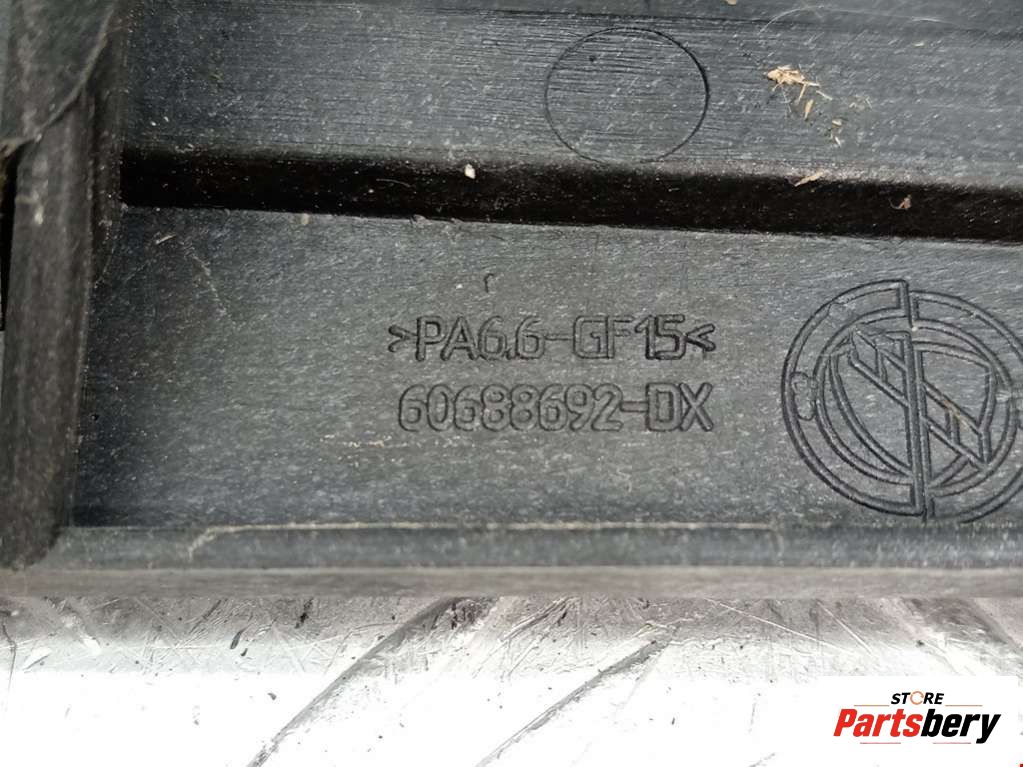 >PA6.6-GF15<
60688692-DX
STORE
Partsbery